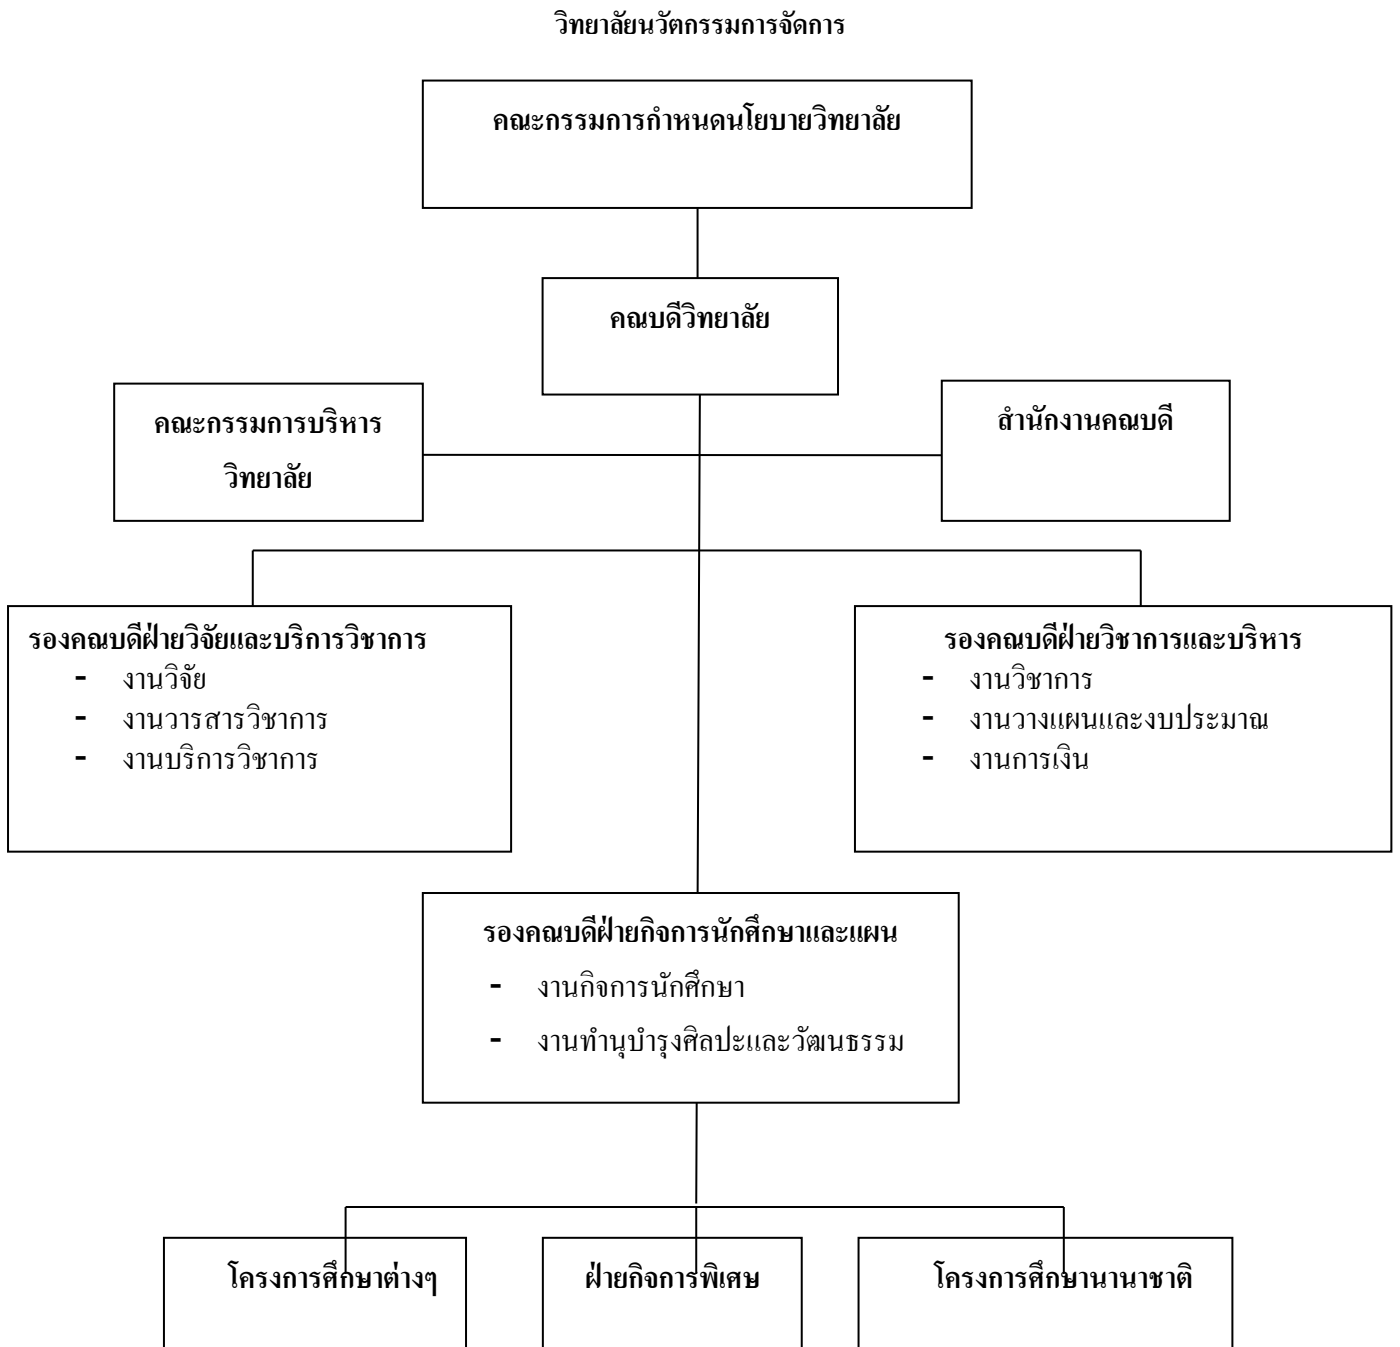 วิทยาลัยนวัตกรรมการจัดการ
คณะกรรมการกำหนดนโยบายวิทยาลัย
คณบดีวิทยาลัย
คณะกรรมการบริหาร
วิทยาลัย
สำนักงานคณบดี
รองคณบดีฝ่ายวิจัยและบริการวิชาการ
- งานวิจัย
- งานวารสารวิชาการ
- งานบริการวิชาการ
รองคณบดีฝ่ายวิชาการและบริหาร
- งานวิชาการ
- งานวางแผนและงบประมาณ
- งานการเงิน
รองคณบดีฝ่ายกิจการนักศึกษาและแผน
- งานกิจการนักศึกษา
- งานทำนุบำรุงศิลปะและวัฒนธรรม
โครงการศึกษาต่างๆ
ฝ่ายกิจการพิเศษ
โครงการศึกษานานาชาติ